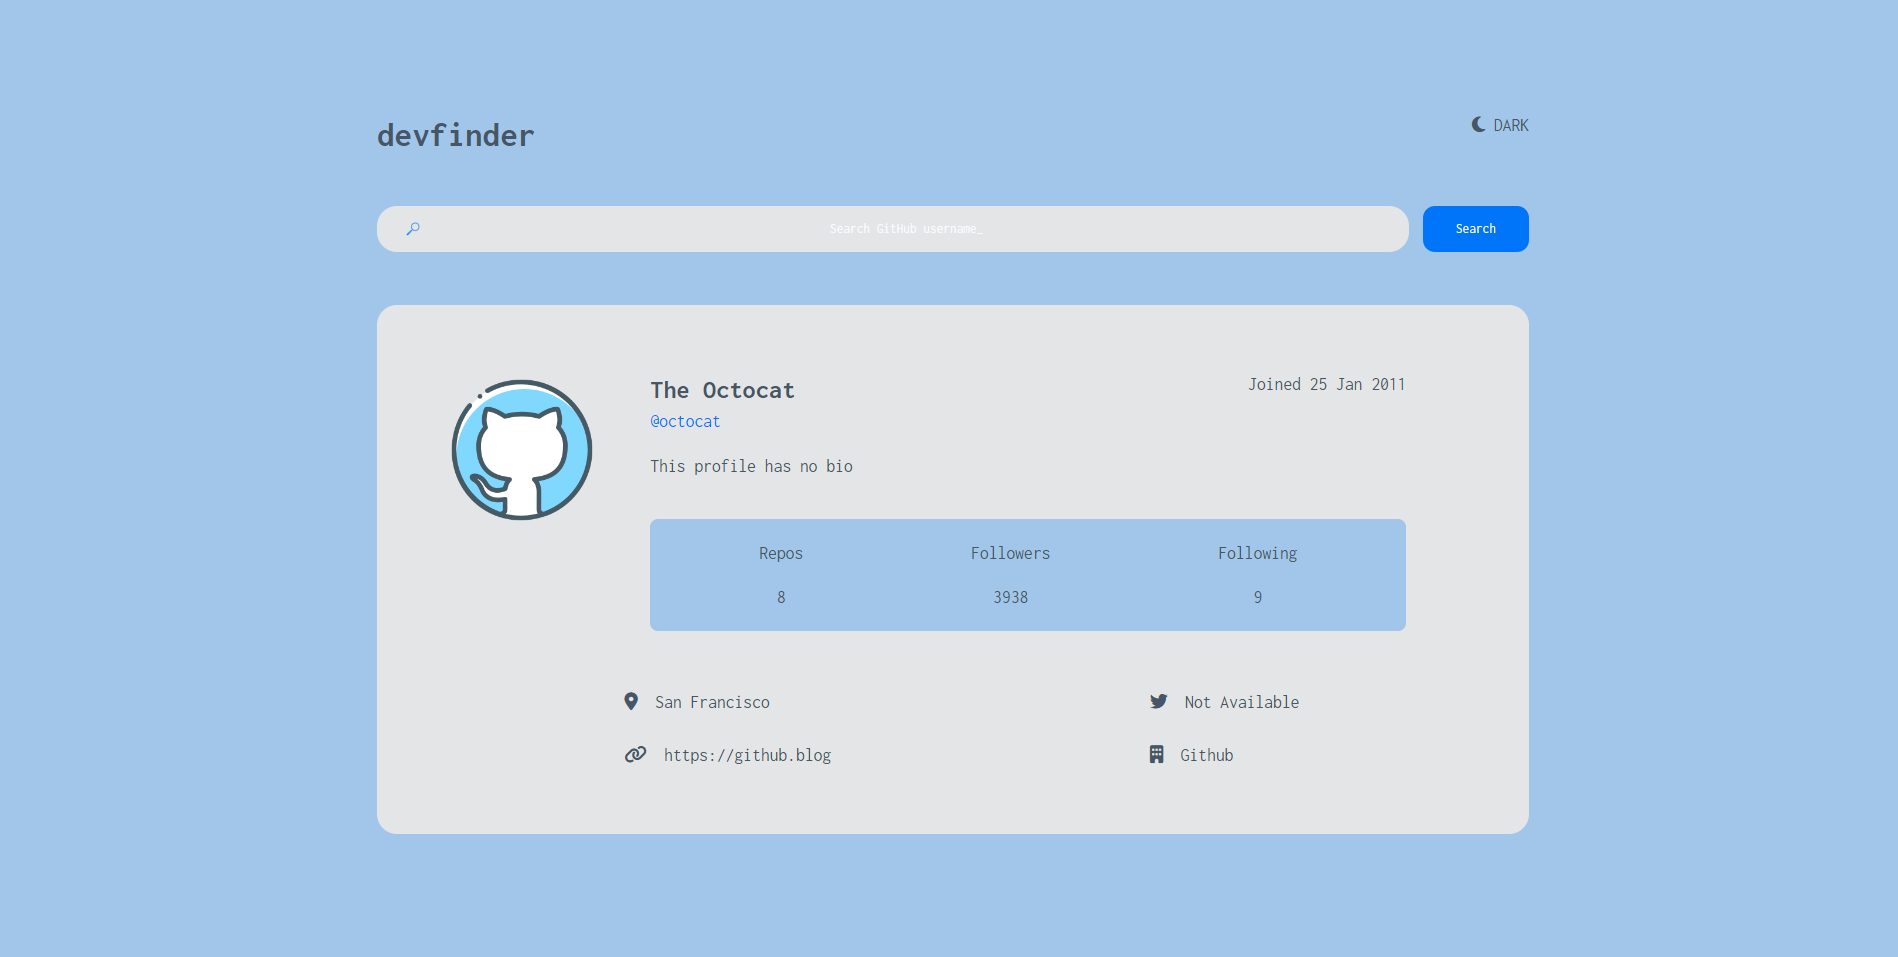 devfinder
DARK
Search GitHub username_
Search
The Octocat
Joined 25 Jan 2011
@octocat
This profile has no bio
Repos Followers Following
8 3938 9
San Francisco
Not Available
https://github.blog
Github